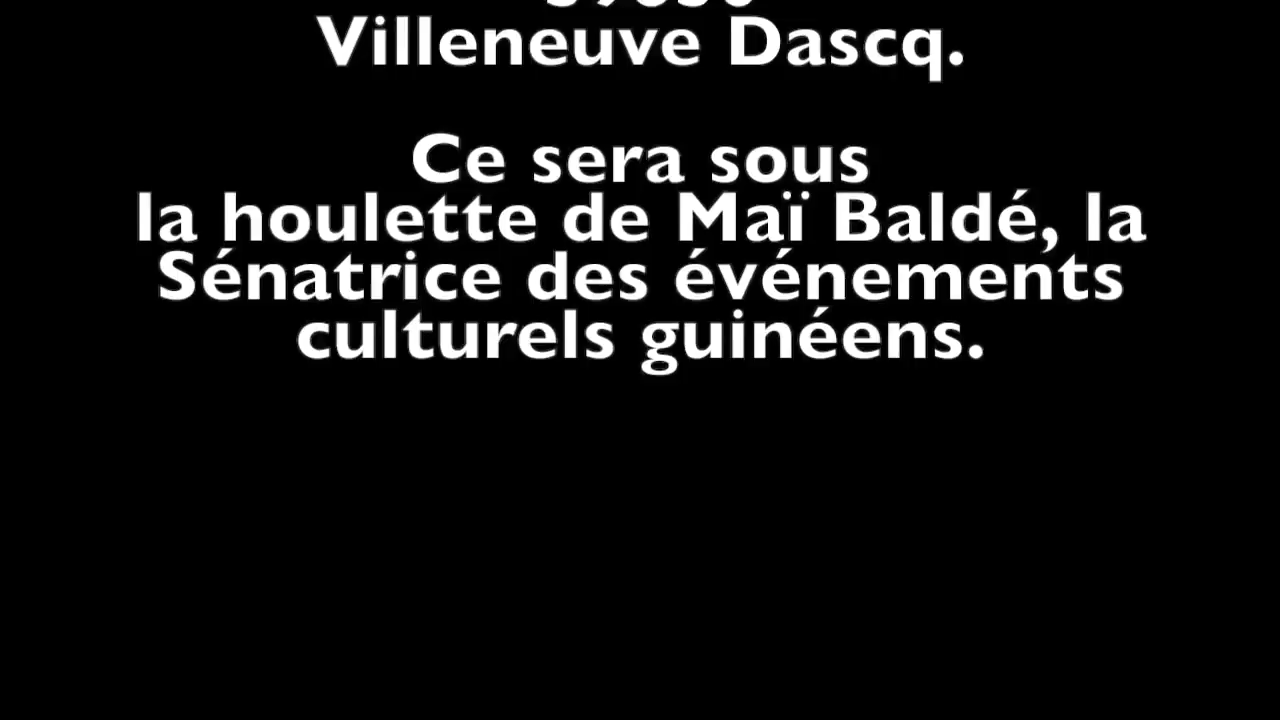 Villeneuve Dascq.
Ce sera sous
la houlette de Maï Baldé, la
Sénatrice des événements
culturels guinéens.